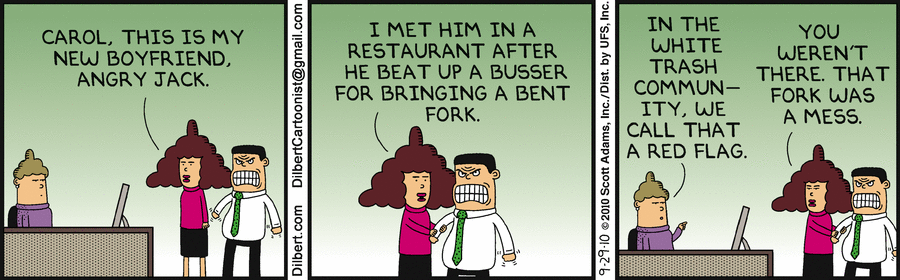 CAROL, THIS IS MY
NEW BOYFRIEND,
ANGRY JACK.
Dilbert.com DilbertCartoonist@gmail.com
I MET HIM IN A
RESTAURANT AFTER
HE BEAT UP A BUSSER
FOR BRINGING A BENT
FORK.
9-29-10 © 2010 Scott Adams, Inc./Dist. by UFS, Inc.
IN THE
WHITE
TRASH
COMMUN-
ITY, WE
CALL THAT
A RED FLAG.
YOU
WEREN'T
THERE. THAT
FORK WAS
A MESS.